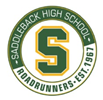 SADDLEBACK HIGH SCHOOL
S
ROADRUNNERS · EST. 1967